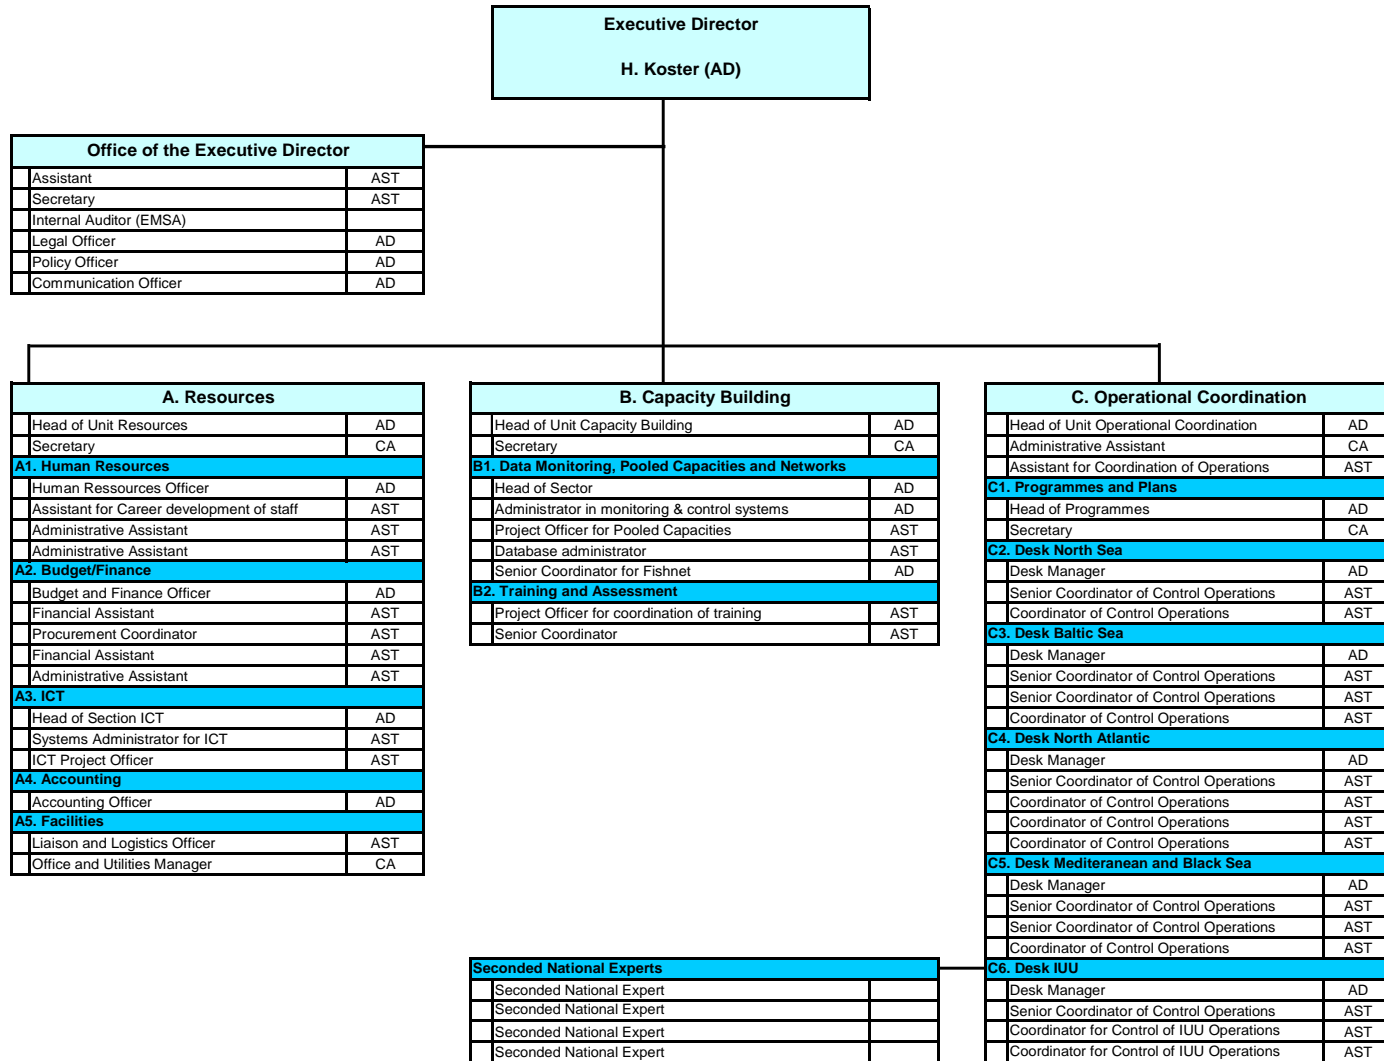 Executive Director
H. Koster (AD)
Office of the Executive Director
Assistant AST
Secretary AST
Internal Auditor (EMSA)
Legal Officer AD
Policy Officer AD
Communication Officer AD
A. Resources
Head of Unit Resources AD
Secretary CA
A1. Human Resources
Human Ressources Officer AD
Assistant for Career development of staff AST
Administrative Assistant AST
Administrative Assistant AST
A2. Budget/Finance
Budget and Finance Officer AD
Financial Assistant AST
Procurement Coordinator AST
Financial Assistant AST
Administrative Assistant AST
A3. ICT
Head of Section ICT AD
Systems Administrator for ICT AST
ICT Project Officer AST
A4. Accounting
Accounting Officer AD
A5. Facilities
Liaison and Logistics Officer AST
Office and Utilities Manager CA
B. Capacity Building
Head of Unit Capacity Building AD
Secretary CA
B1. Data Monitoring, Pooled Capacities and Networks
Head of Sector AD
Administrator in monitoring & control systems AD
Project Officer for Pooled Capacities AST
Database administrator AST
Senior Coordinator for Fishnet AD
B2. Training and Assessment
Project Officer for coordination of training AST
Senior Coordinator AST
Seconded National Experts
Seconded National Expert
Seconded National Expert
Seconded National Expert
Seconded National Expert
C. Operational Coordination
Head of Unit Operational Coordination AD
Administrative Assistant CA
Assistant for Coordination of Operations AST
C1. Programmes and Plans
Head of Programmes AD
Secretary CA
C2. Desk North Sea
Desk Manager AD
Senior Coordinator of Control Operations AST
Coordinator of Control Operations AST
C3. Desk Baltic Sea
Desk Manager AD
Senior Coordinator of Control Operations AST
Senior Coordinator of Control Operations AST
Coordinator of Control Operations AST
C4. Desk North Atlantic
Desk Manager AD
Senior Coordinator of Control Operations AST
Coordinator of Control Operations AST
Coordinator of Control Operations AST
Coordinator of Control Operations AST
C5. Desk Mediteranean and Black Sea
Desk Manager AD
Senior Coordinator of Control Operations AST
Senior Coordinator of Control Operations AST
Coordinator of Control Operations AST
C6. Desk IUU
Desk Manager AD
Senior Coordinator of Control Operations AST
Coordinator for Control of IUU Operations AST
Coordinator for Control of IUU Operations AST